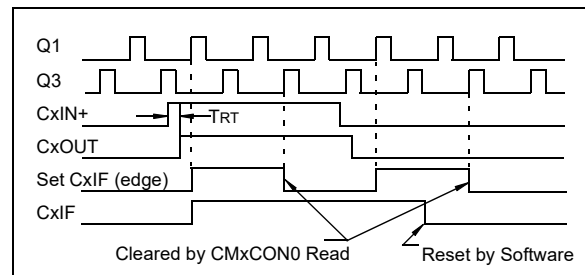 Q1
Q3
CxIN+
TRT
CxOUT
Set CxIF (edge)
CxIF
Cleared by CMxCON0 Read
Reset by Software